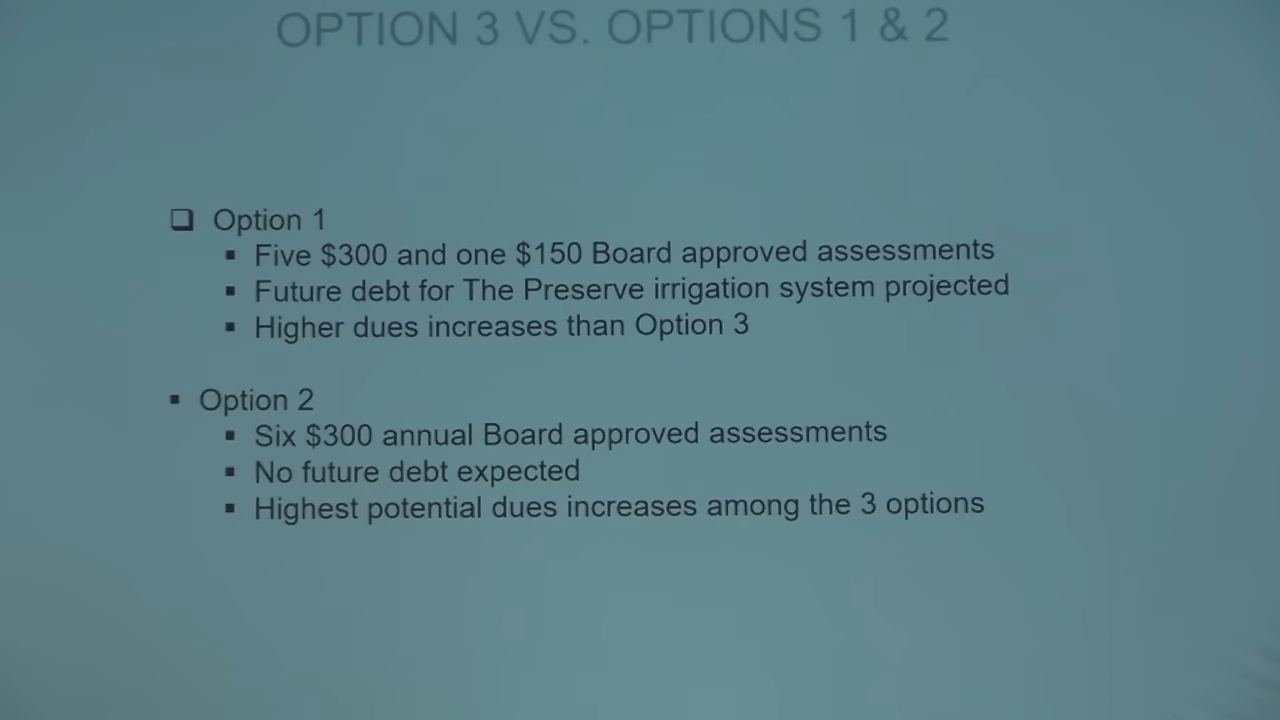 OPTION 3 VS. OPTIONS 1 & 2
❑ Option 1
▪ Five $300 and one $150 Board approved assessments
▪ Future debt for The Preserve irrigation system projected
▪ Higher dues increases than Option 3
▪ Option 2
▪ Six $300 annual Board approved assessments
▪ No future debt expected
▪ Highest potential dues increases among the 3 options